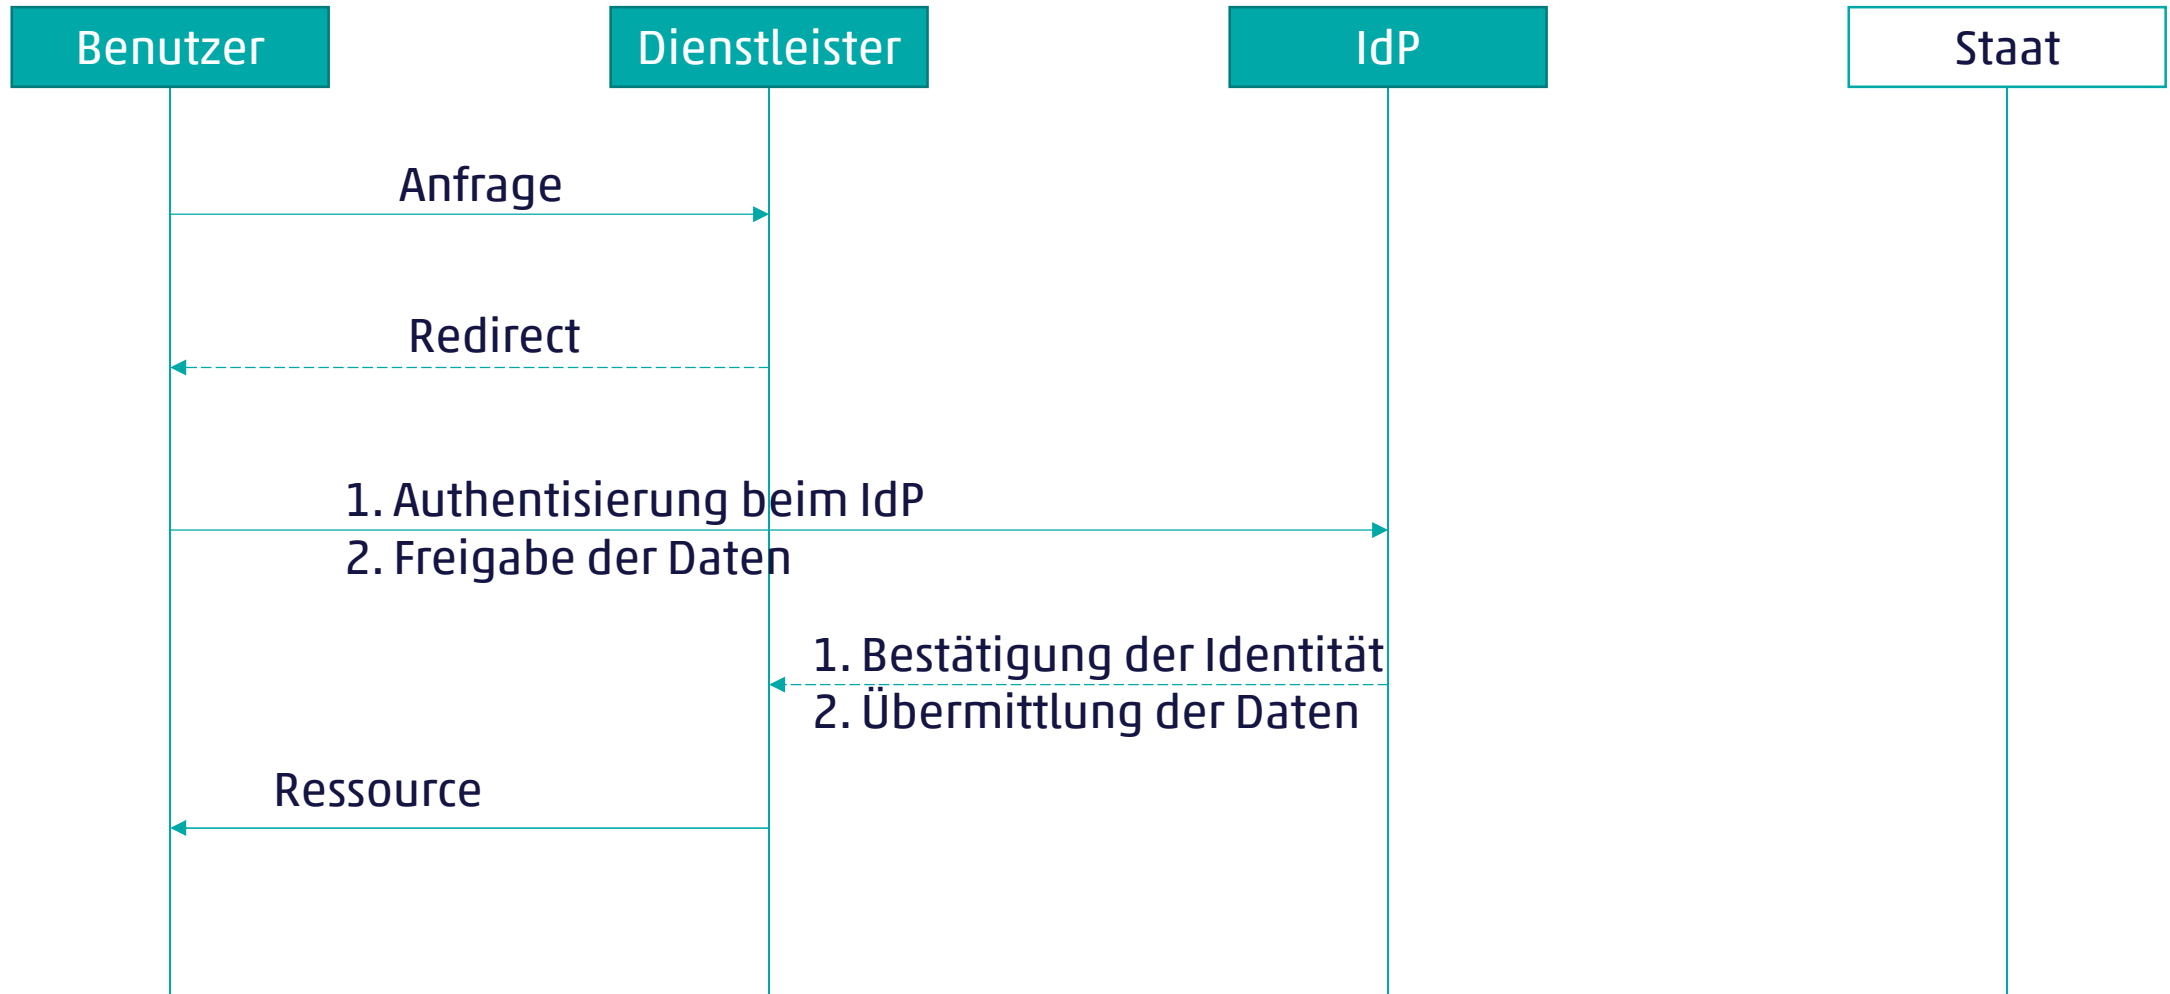 Benutzer
Dienstleister
IdP
Staat
Anfrage
Redirect
1. Authentisierung beim IdP
2. Freigabe der Daten
1. Bestätigung der Identität
2. Übermittlung der Daten
Ressource